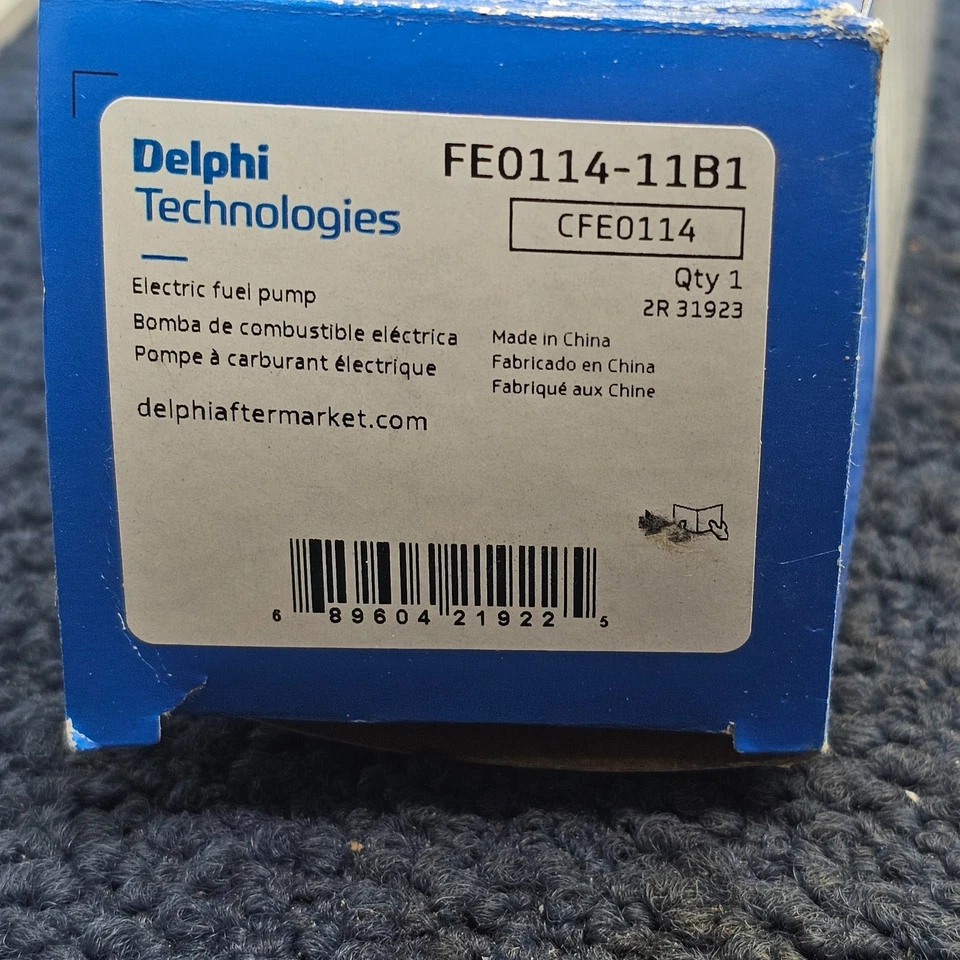 Delphi
Technologies
FE0114-11B1
CFE0114
Qty 1
2R 31923
Electric fuel pump
Bomba de combustible eléctrica
Pompe à carburant électrique
Made in China
Fabricado en China
Fabriqué aux Chine
delphiaftermarket.com
6 89604 21922 5